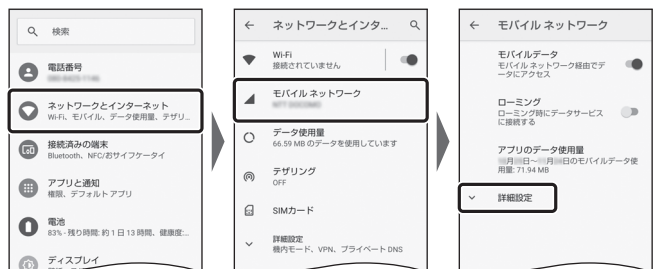 検索
電話番号
ネットワークとインターネット
Wi-Fi、モバイル、データ使用量、テザリ...
接続済みの端末
Bluetooth、NFC/おサイフケータイ
アプリと通知
権限、デフォルトアプリ
電池
83% - 残り時間: 約 1 日 13 時間、健康度:...
ディスプレイ
ネットワークとインタ...
Wi-Fi
接続されていません
モバイル ネットワーク
データ使用量
66.59 MB のデータを使用しています
テザリング
OFF
SIMカード
詳細設定
機内モード、VPN、プライベート DNS
モバイル ネットワーク
モバイルデータ
モバイル ネットワーク経由でデ
ータにアクセス
ローミング
ローミング時にデータサービス
に接続する
アプリのデータ使用量
月 日～ 月 日のモバイルデータ使
用量: 71.94 MB
詳細設定